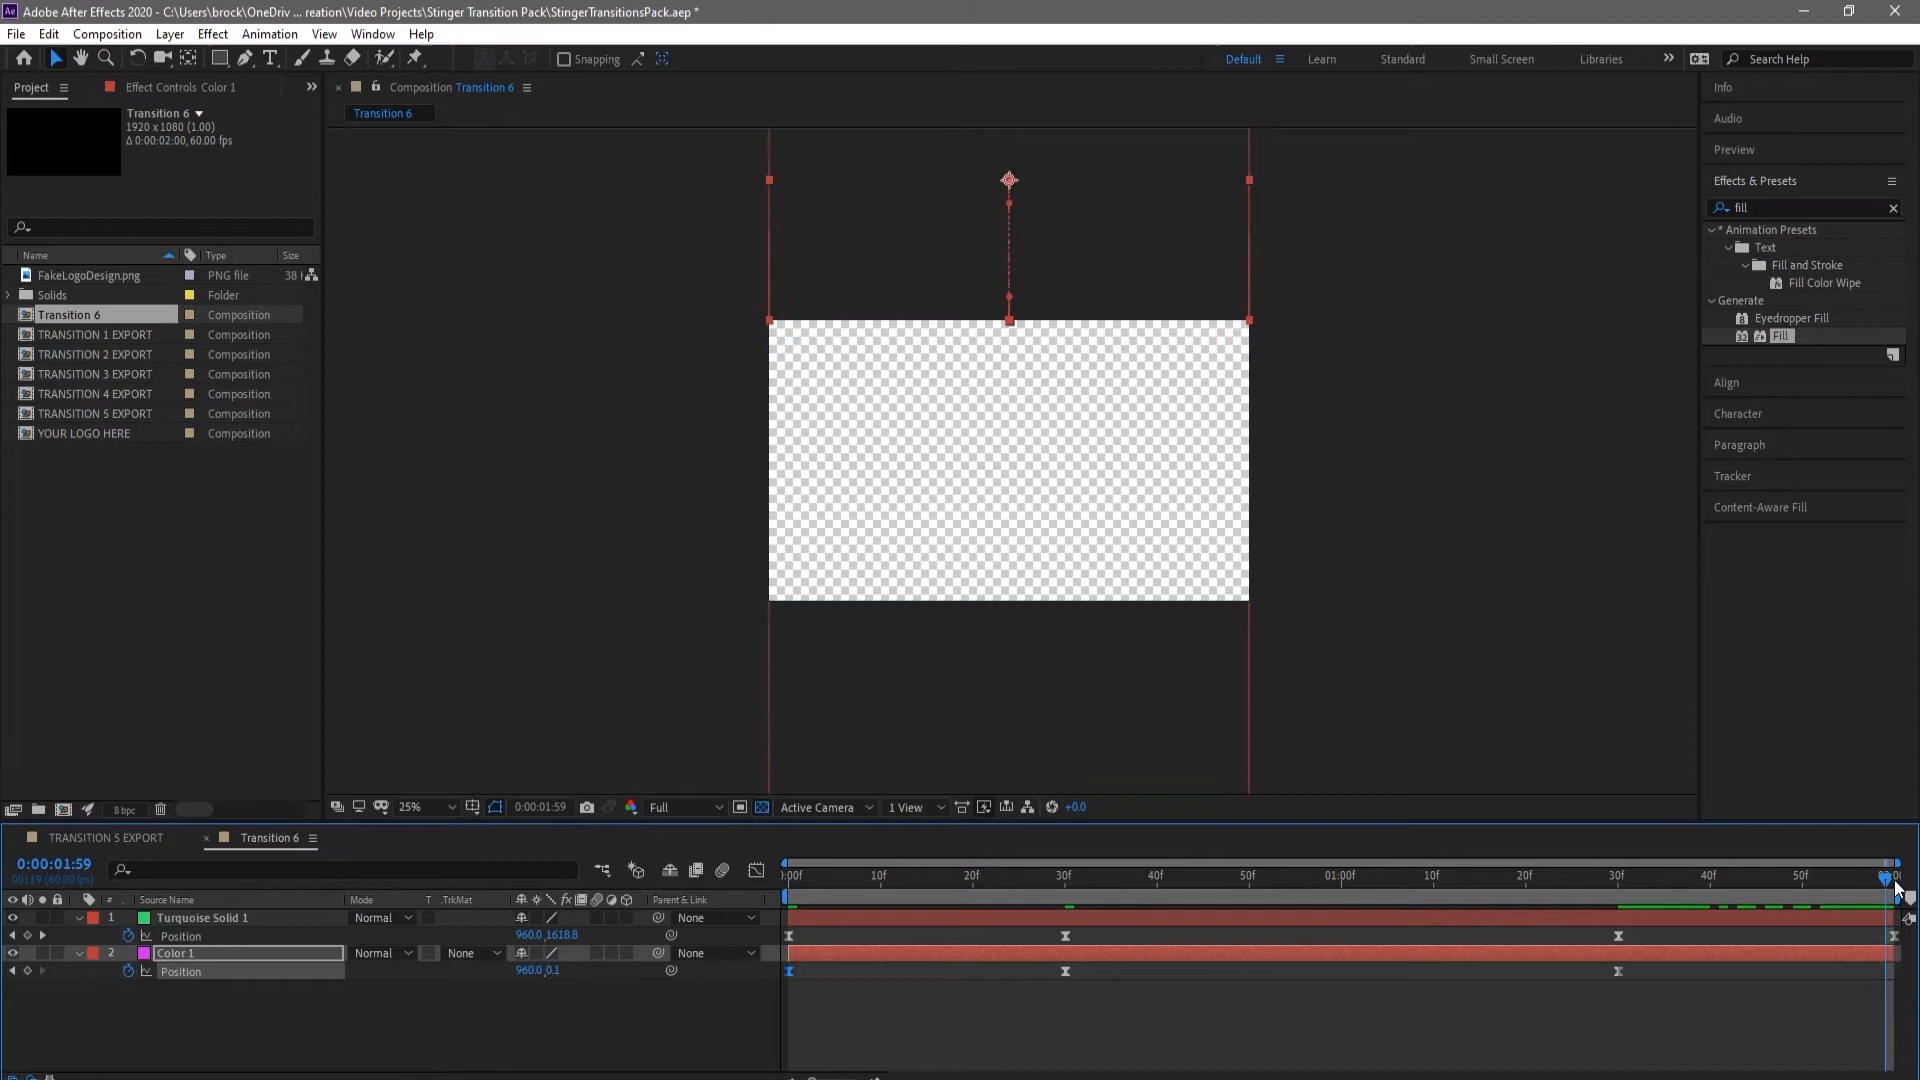 Adobe After Effects 2020 - C:\Users\brock\OneDriv ... reation\Video Projects\Stinger Transition Pack\StingerTransitionsPack.aep *
File Edit Composition Layer Effect Animation View Window Help
Snapping Default Learn Standard Small Screen Libraries Search Help
Project Effect Controls Color 1 Composition Transition 6 Info
Transition 6
1920 x 1080 (1.00)
Δ 0:00:02:00, 60.00 fps
Transition 6
Audio
Preview
Effects & Presets
fill
* Animation Presets
Text
Fill and Stroke
Fill Color Wipe
Generate
Eyedropper Fill
Fill
Align
Character
Paragraph
Tracker
Content-Aware Fill
Name Type Size
FakeLogoDesign.png PNG file 38
Solids Folder
Transition 6 Composition
TRANSITION 1 EXPORT Composition
TRANSITION 2 EXPORT Composition
TRANSITION 3 EXPORT Composition
TRANSITION 4 EXPORT Composition
TRANSITION 5 EXPORT Composition
YOUR LOGO HERE Composition
8 bpc 25% 0:00:01:59 Full Active Camera 1 View +0.0
TRANSITION 5 EXPORT Transition 6
0:00:01:59
00119 (60.00 fps)
:00f 10f 20f 30f 40f 50f 01:00f 10f 20f 30f 40f 50f
# Source Name Mode T .TrkMat Parent & Link
1 Turquoise Solid 1 Normal None
Position 960.0,1618.8
2 Color 1 Normal None None
Position 960.0,0.1